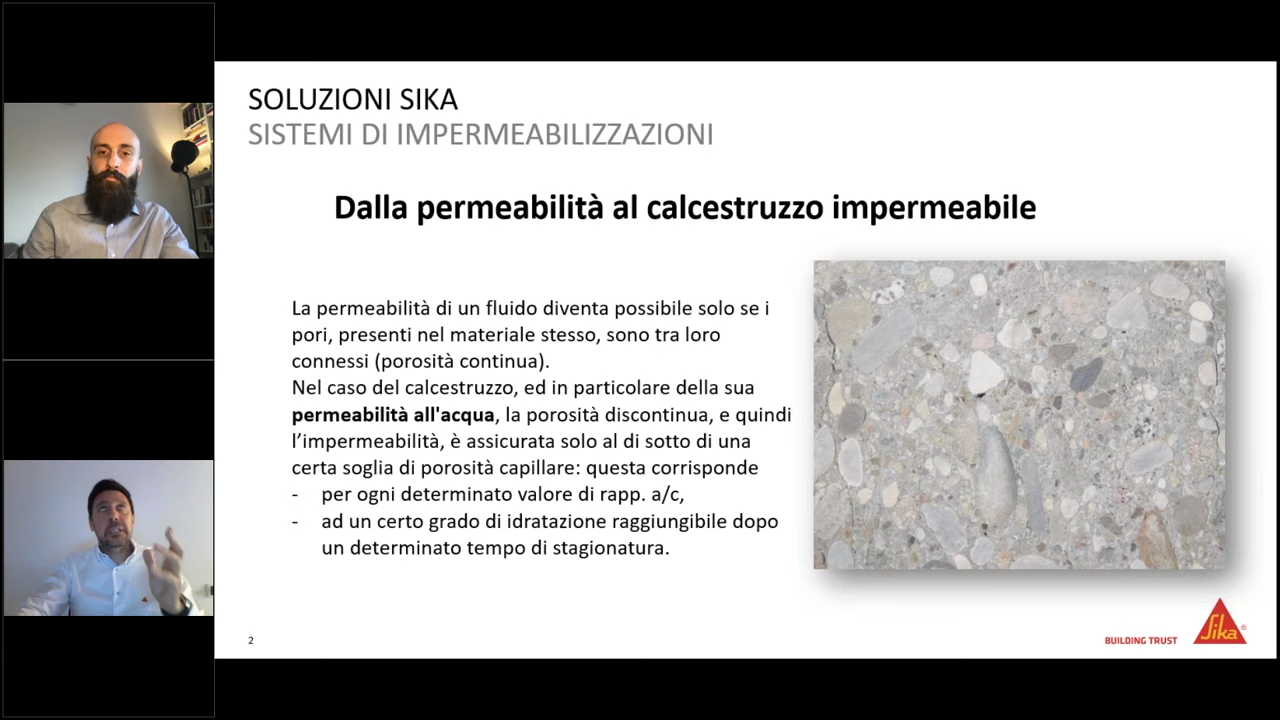 SOLUZIONI SIKA
SISTEMI DI IMPERMEABILIZZAZIONI
Dalla permeabilità al calcestruzzo impermeabile
La permeabilità di un fluido diventa possibile solo se i
pori, presenti nel materiale stesso, sono tra loro
connessi (porosità continua).
Nel caso del calcestruzzo, ed in particolare della sua
permeabilità all'acqua, la porosità discontinua, e quindi
l’impermeabilità, è assicurata solo al di sotto di una
certa soglia di porosità capillare: questa corrisponde
- per ogni determinato valore di rapp. a/c,
- ad un certo grado di idratazione raggiungibile dopo
un determinato tempo di stagionatura.
2
BUILDING TRUST
Sika®